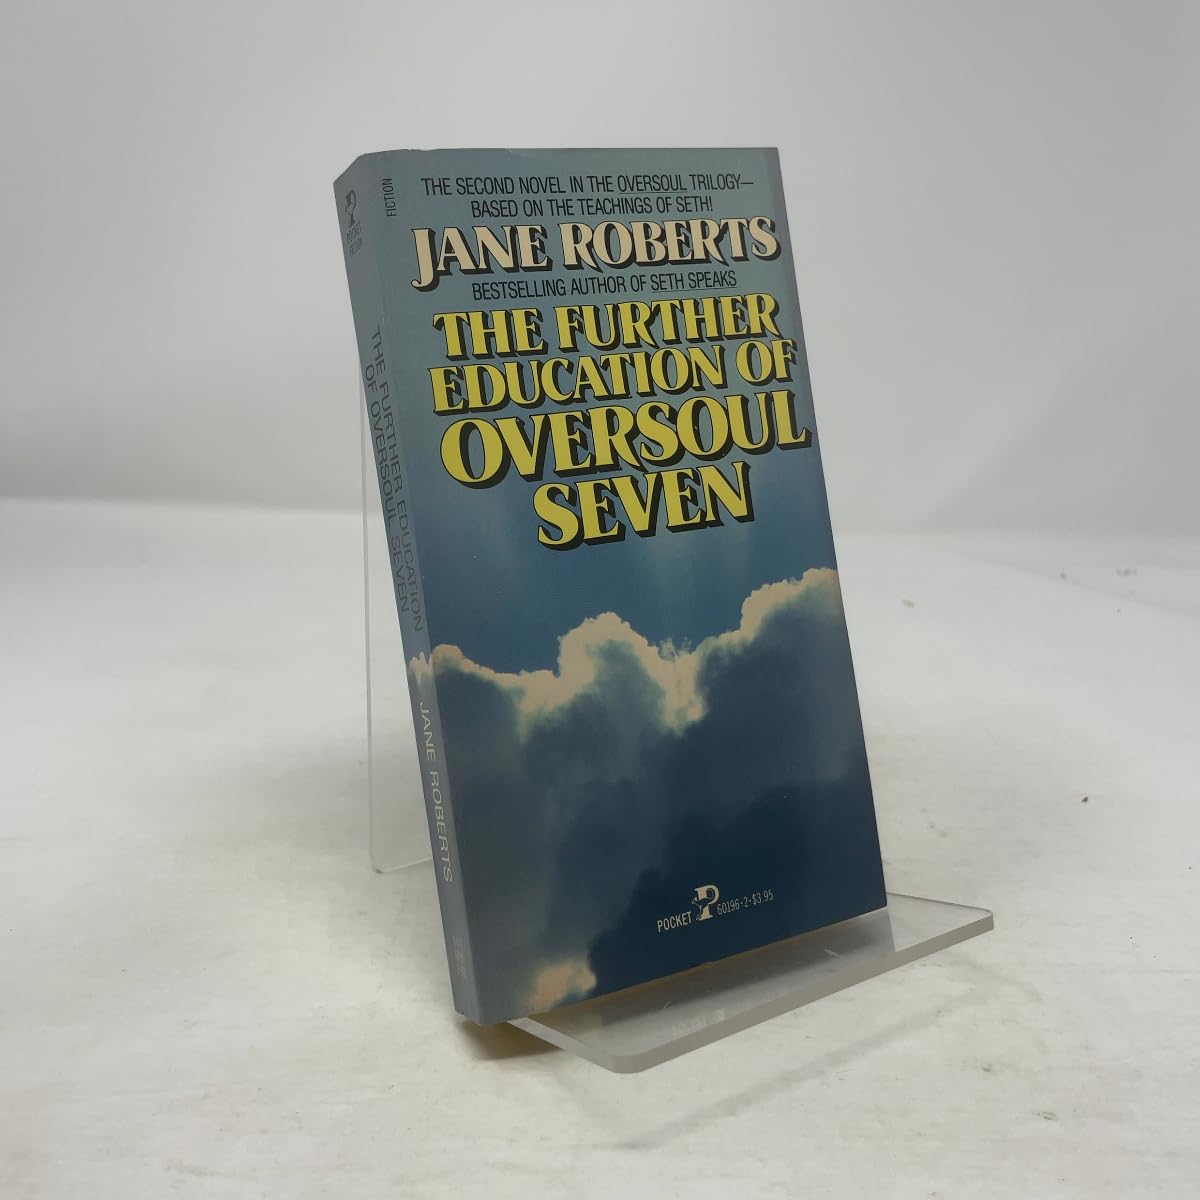 THE SECOND NOVEL IN THE OVERSOUL TRILOGY—
BASED ON THE TEACHINGS OF SETH!
JANE ROBERTS
BESTSELLING AUTHOR OF SETH SPEAKS
THE FURTHER
EDUCATION OF
OVERSOUL
SEVEN
POCKET 60196·2·$3.95
FICTION
POCKET
FICTION
THE FURTHER EDUCATION
OF OVERSOUL SEVEN
JANE ROBERTS